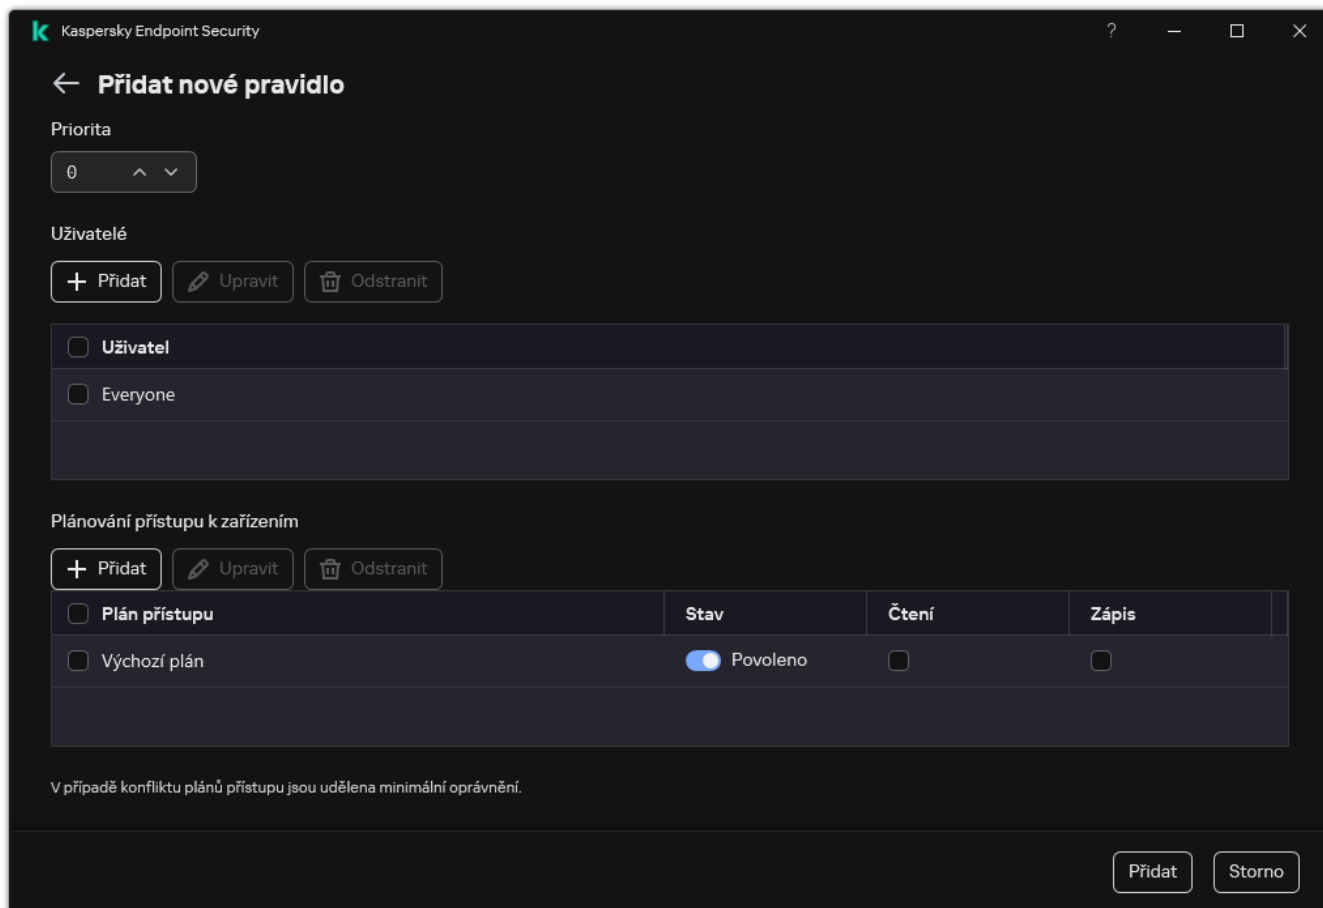 Kaspersky Endpoint Security ?
Přidat nové pravidlo
Priorita
0
Uživatelé
Přidat Upravit Odstranit
Uživatel
Everyone
Plánování přístupu k zařízením
Přidat Upravit Odstranit
Plán přístupu Stav Čtení Zápis
Výchozí plán Povoleno
V případě konfliktu plánů přístupu jsou udělena minimální oprávnění.
Přidat Storno